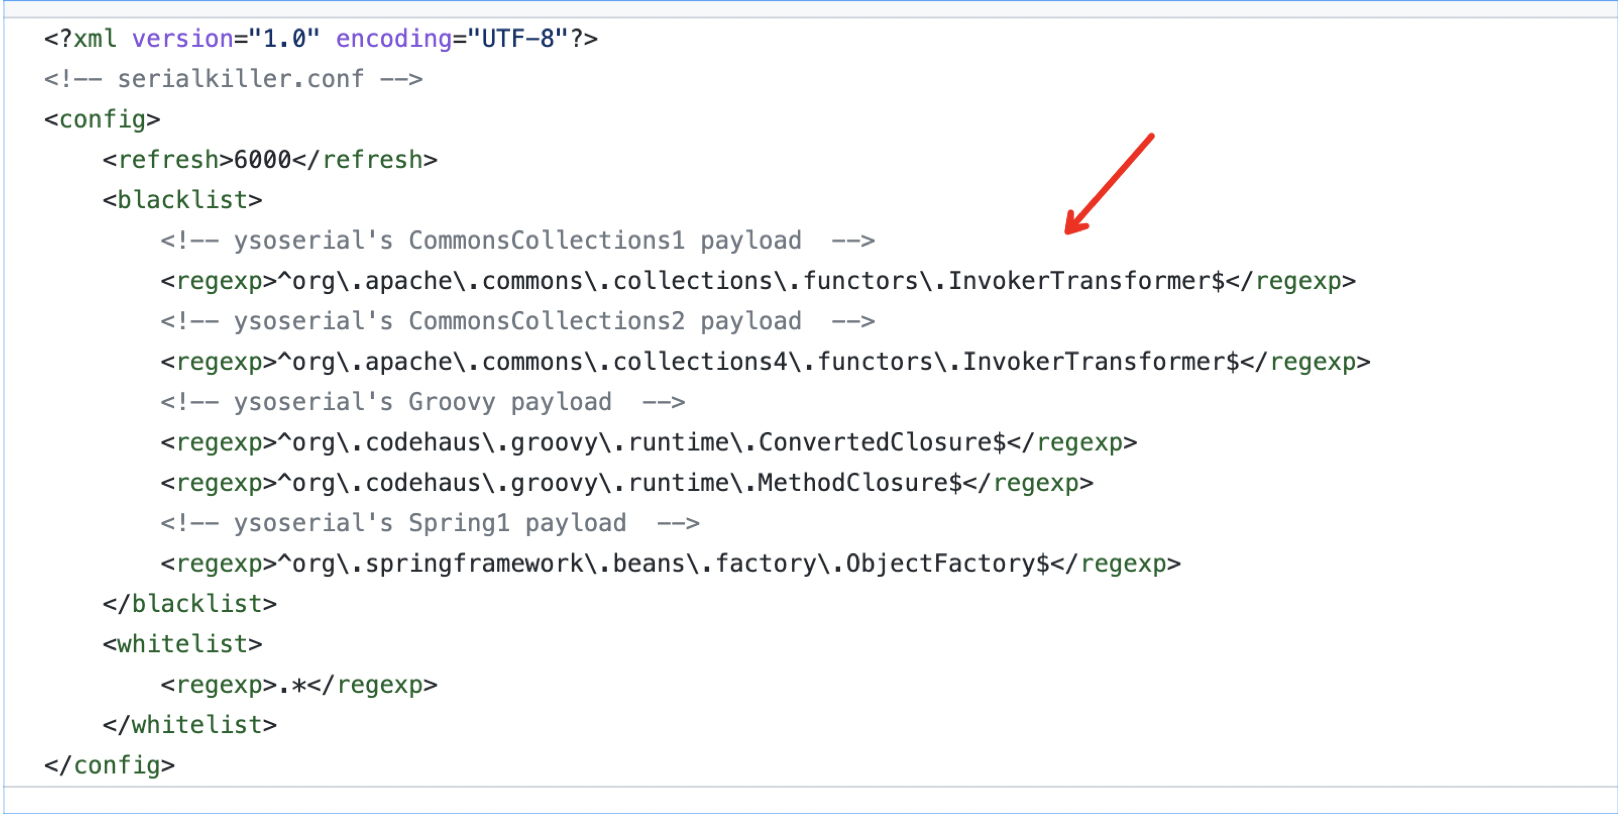 <?xml version="1.0" encoding="UTF-8"?>
<!-- serialkiller.conf -->
<config>
    <refresh>6000</refresh>
    <blacklist>
        <!-- ysoserial's CommonsCollections1 payload  -->
        <regexp>^org\.apache\.commons\.collections\.functors\.InvokerTransformer$</regexp>
        <!-- ysoserial's CommonsCollections2 payload  -->
        <regexp>^org\.apache\.commons\.collections4\.functors\.InvokerTransformer$</regexp>
        <!-- ysoserial's Groovy payload  -->
        <regexp>^org\.codehaus\.groovy\.runtime\.ConvertedClosure$</regexp>
        <regexp>^org\.codehaus\.groovy\.runtime\.MethodClosure$</regexp>
        <!-- ysoserial's Spring1 payload  -->
        <regexp>^org\.springframework\.beans\.factory\.ObjectFactory$</regexp>
    </blacklist>
    <whitelist>
        <regexp>.*</regexp>
    </whitelist>
</config>